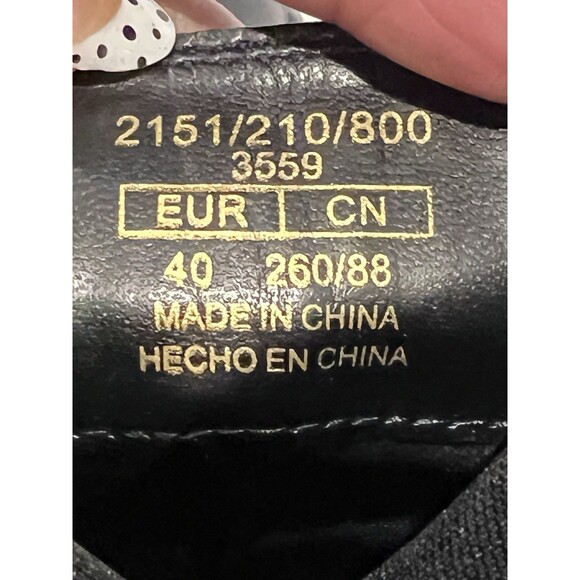 2151/210/800
3559
EUR CN
40 260/88
MADE IN CHINA
HECHO EN CHINA